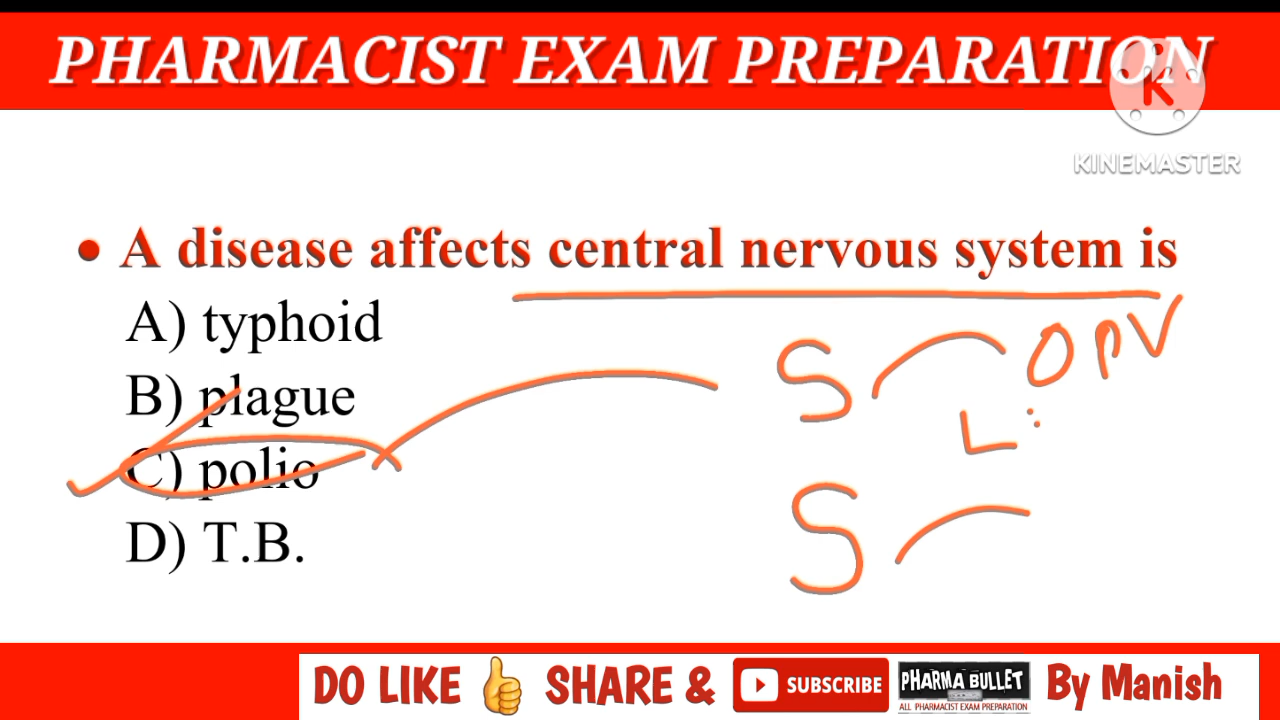 PHARMACIST EXAM PREPARATION
K
KINEMASTER
• A disease affects central nervous system is
A) typhoid
B) plague
C) polio
D) T.B.
S OPV
L
S
DO LIKE SHARE & SUBSCRIBE PHARMA BULLET By Manish
ALL PHARMACIST EXAM PREPARATION